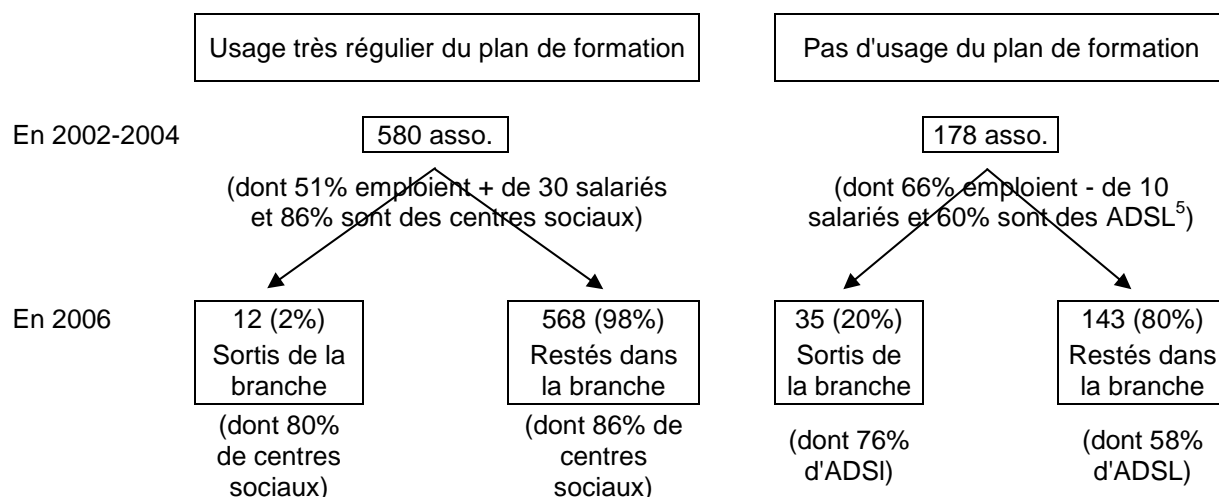 Usage très régulier du plan de formation
Pas d'usage du plan de formation
En 2002-2004
580 asso.
178 asso.
(dont 51% emploient + de 30 salariés
et 86% sont des centres sociaux)
(dont 66% emploient - de 10
salariés et 60% sont des ADSL⁵)
En 2006
12 (2%)
Sortis de la
branche
568 (98%)
Restés dans
la branche
35 (20%)
Sortis de
la branche
143 (80%)
Restés dans
la branche
(dont 80%
de centres
sociaux)
(dont 86% de
centres
sociaux)
(dont 76%
d'ADSl)
(dont 58%
d'ADSL)